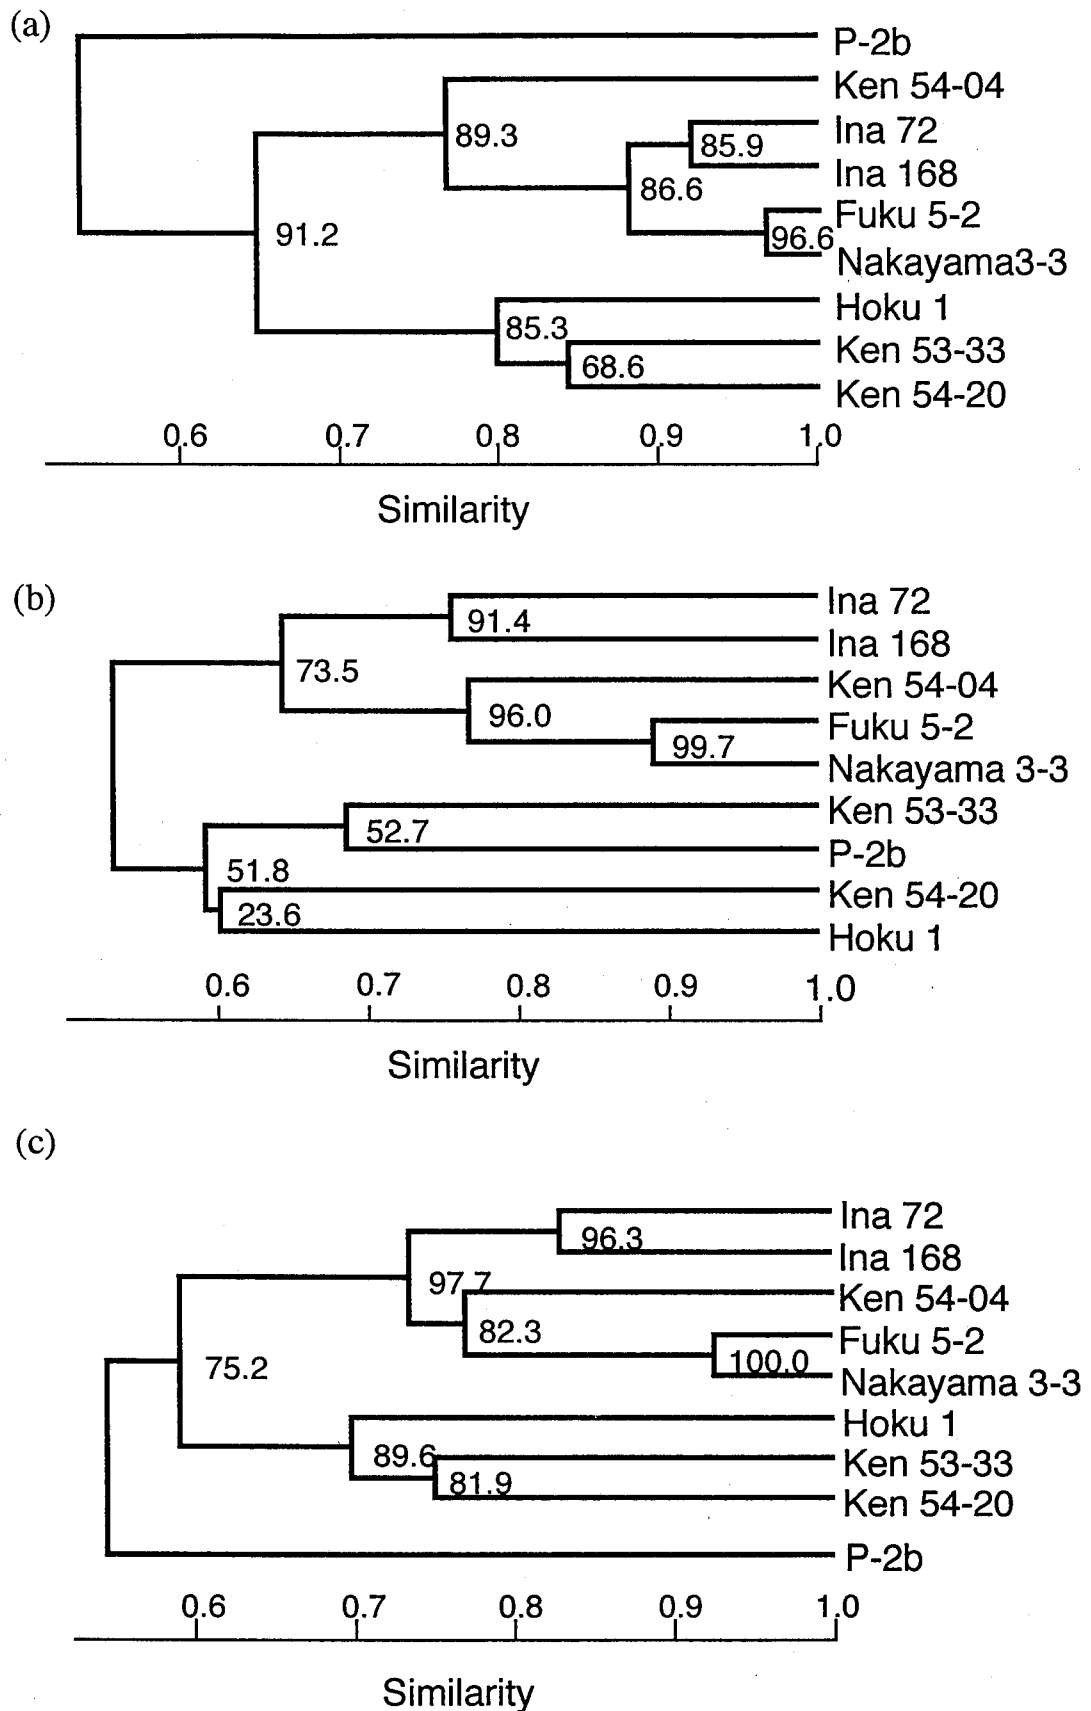 (a)
P-2b
Ken 54-04
89.3
Ina 72
85.9
Ina 168
86.6
Fuku 5-2
96.6
Nakayama3-3
91.2
Hoku 1
85.3
Ken 53-33
68.6
Ken 54-20
0.6 0.7 0.8 0.9 1.0
Similarity
(b)
Ina 72
91.4
Ina 168
73.5
Ken 54-04
96.0
Fuku 5-2
99.7
Nakayama 3-3
Ken 53-33
52.7
P-2b
51.8
Ken 54-20
23.6
Hoku 1
0.6 0.7 0.8 0.9 1.0
Similarity
(c)
Ina 72
96.3
Ina 168
97.7
Ken 54-04
82.3
Fuku 5-2
100.0
Nakayama 3-3
75.2
Hoku 1
89.6
Ken 53-33
81.9
Ken 54-20
P-2b
0.6 0.7 0.8 0.9 1.0
Similarity